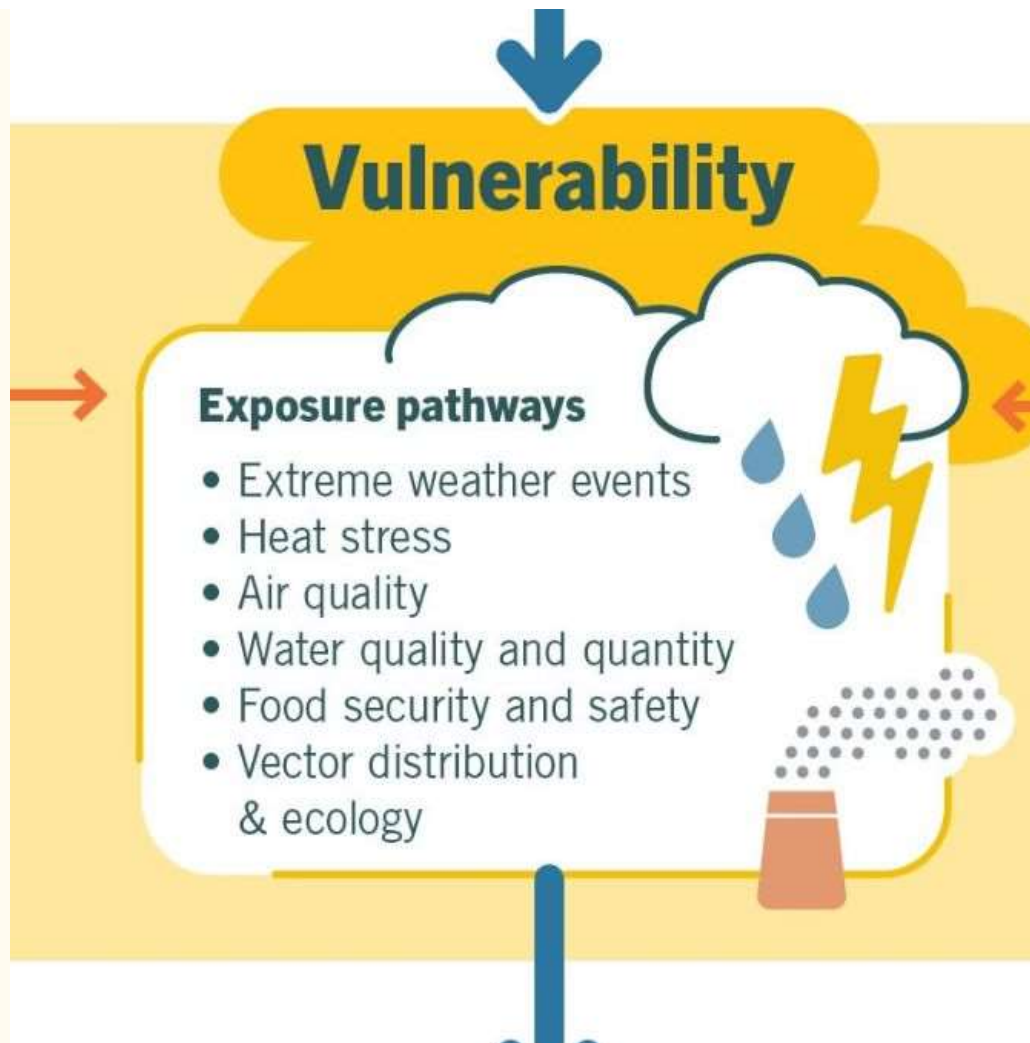 Vulnerability
Exposure pathways
• Extreme weather events
• Heat stress
• Air quality
• Water quality and quantity
• Food security and safety
• Vector distribution
& ecology